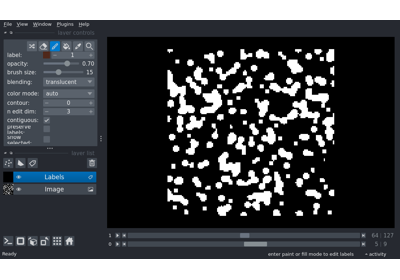 File View Window Plugins Help
layer controls
label: 1
opacity: 0.70
brush size: 15
blending: translucent
color mode: auto
contour: 0
n edit dim: 3
contiguous:
preserve labels:
show selected:
layer list
Labels
Image
1 64 127
0 5 9
Ready enter paint or fill mode to edit labels activity